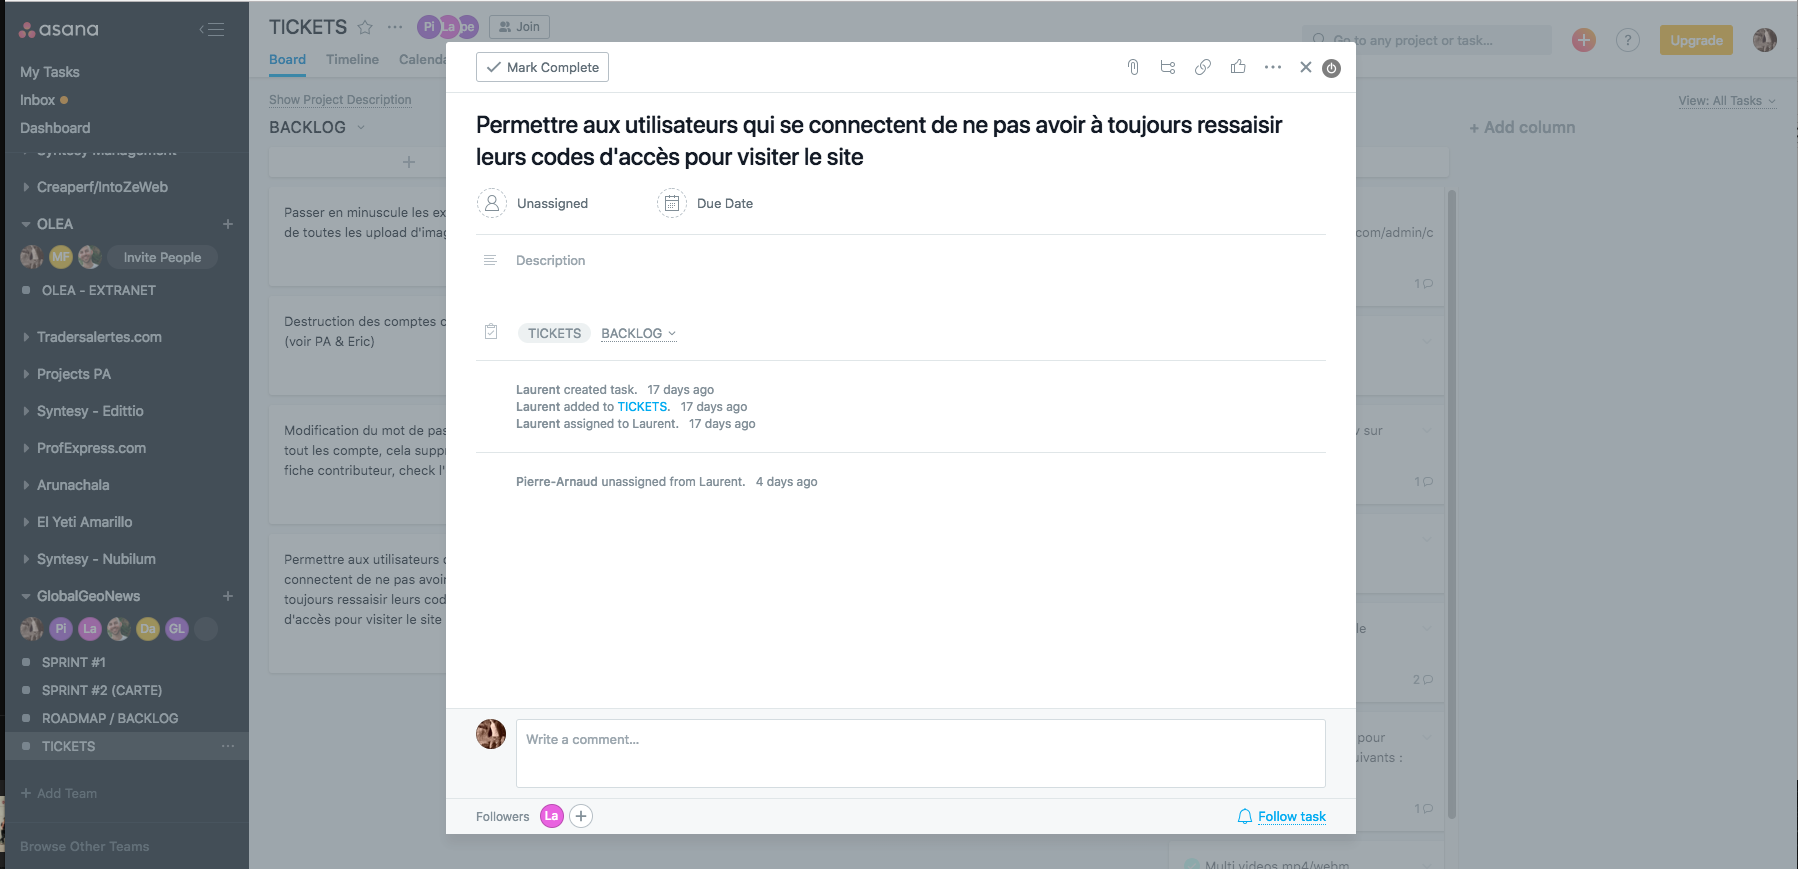 asana
My Tasks
Inbox
Dashboard
Syntesy Management
Creaperf/IntoZeWeb
OLEA
MF
Invite People
OLEA - EXTRANET
Tradersalertes.com
Projects PA
Syntesy - Edittio
ProfExpress.com
Arunachala
El Yeti Amarillo
Syntesy - Nubilum
GlobalGeoNews
Pi La Da GL
SPRINT #1
SPRINT #2 (CARTE)
ROADMAP / BACKLOG
TICKETS
+ Add Team
Browse Other Teams
TICKETS
Pi La pe
Join
Go to any project or task...
Upgrade
Board Timeline Calenda
Show Project Description
View: All Tasks
BACKLOG
+ Add column
Passer en minuscule les ex
de toutes les upload d'imag
Destruction des comptes c
(voir PA & Eric)
Modification du mot de pas
tout les compte, cela supp
fiche contributeur, check l'
Permettre aux utilisateurs
connectent de ne pas avoir
toujours ressaisir leurs cod
d'accès pour visiter le site
Mark Complete
Permettre aux utilisateurs qui se connectent de ne pas avoir à toujours ressaisir
leurs codes d'accès pour visiter le site
Unassigned
Due Date
Description
TICKETS BACKLOG
Laurent created task. 17 days ago
Laurent added to TICKETS. 17 days ago
Laurent assigned to Laurent. 17 days ago
Pierre-Arnaud unassigned from Laurent. 4 days ago
Write a comment...
Followers La
Follow task
com/admin/c
1
sur
1
le
2
pour
uivants :
1
Multi videos mp4/webm